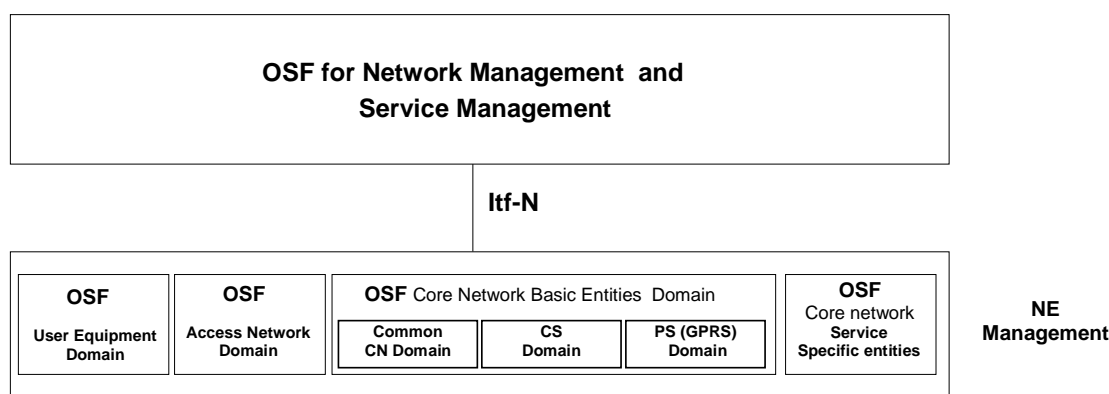 OSF for Network Management and
Service Management
Itf-N
OSF
User Equipment
Domain
OSF
Access Network
Domain
OSF Core Network Basic Entities Domain
Common
CN Domain
CS
Domain
PS (GPRS)
Domain
OSF
Core network
Service
Specific entities
NE
Management